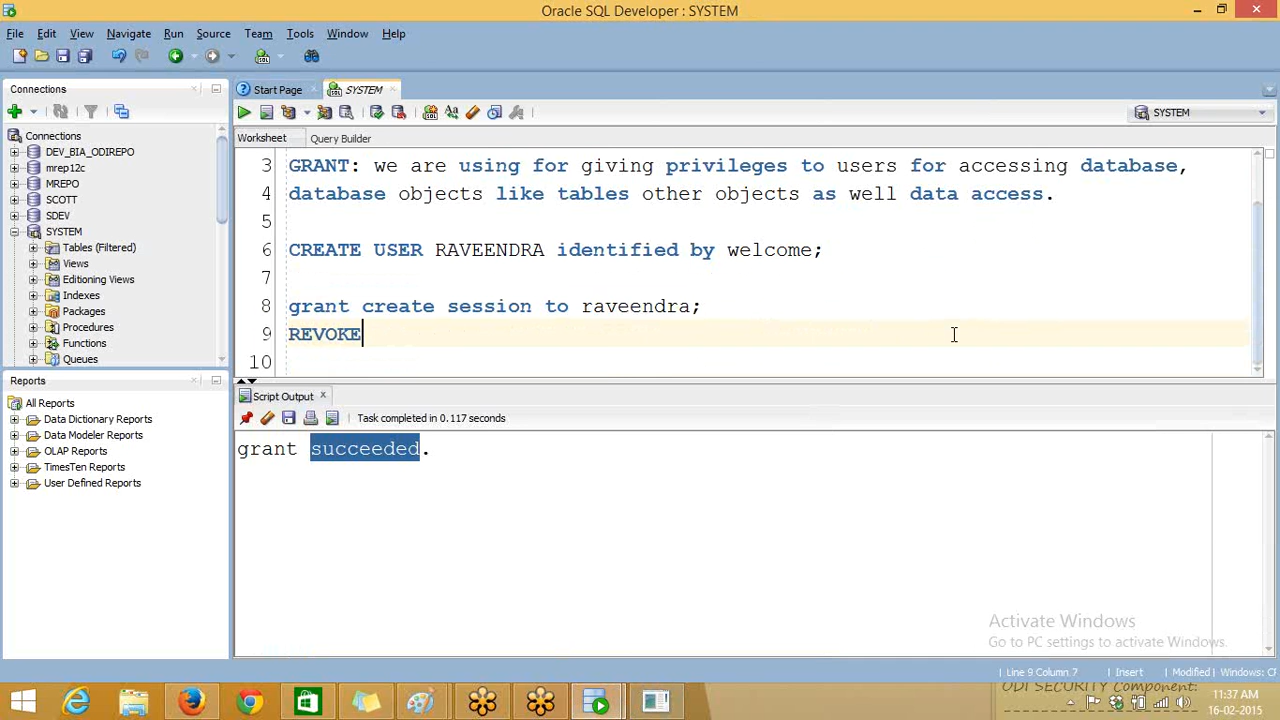 Oracle SQL Developer : SYSTEM
File Edit View Navigate Run Source Team Tools Window Help
Connections
Start Page
SYSTEM
SYSTEM
Worksheet
Query Builder
Connections
DEV_BIA_ODIREPO
mrep12c
MREPO
SCOTT
SDEV
SYSTEM
Tables (Filtered)
Views
Editioning Views
Indexes
Packages
Procedures
Functions
Queues
3 GRANT: we are using for giving privileges to users for accessing database,
4 database objects like tables other objects as well data access.
5
6 CREATE USER RAVEENDRA identified by welcome;
7
8 grant create session to raveendra;
9 REVOKE
10
Reports
All Reports
Data Dictionary Reports
Data Modeler Reports
OLAP Reports
TimesTen Reports
User Defined Reports
Script Output
Task completed in 0.117 seconds
grant succeeded.
Activate Windows
Go to PC settings to activate Windows.
Line 9 Column 7 Insert Modified Windows:
ODI SECURITY Component:
11:37 AM
16-02-2015